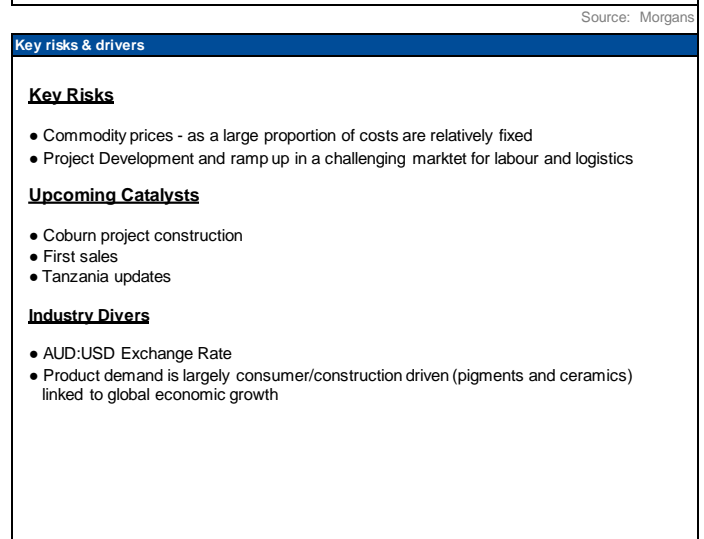 Source: Morgans
Key risks & drivers
Key Risks
● Commodity prices - as a large proportion of costs are relatively fixed
● Project Development and ramp up in a challenging marktet for labour and logistics
Upcoming Catalysts
● Coburn project construction
● First sales
● Tanzania updates
Industry Divers
● AUD:USD Exchange Rate
● Product demand is largely consumer/construction driven (pigments and ceramics)
linked to global economic growth